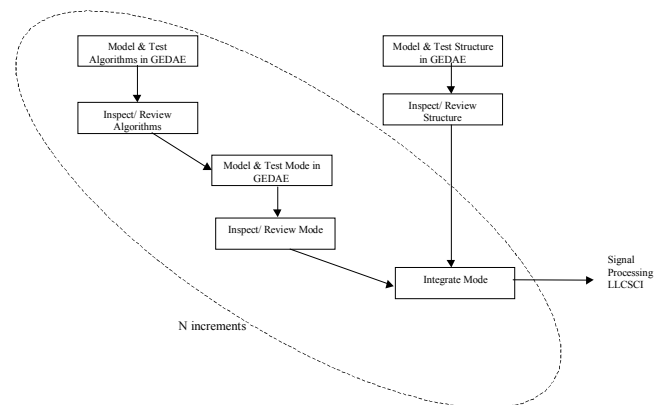 Model & Test
Algorithms in GEDAE
Model & Test Structure
in GEDAE
Inspect/ Review
Algorithms
Inspect/ Review
Structure
Model & Test Mode in
GEDAE
Inspect/ Review Mode
Integrate Mode
Signal
Processing
LLCSCI
N increments